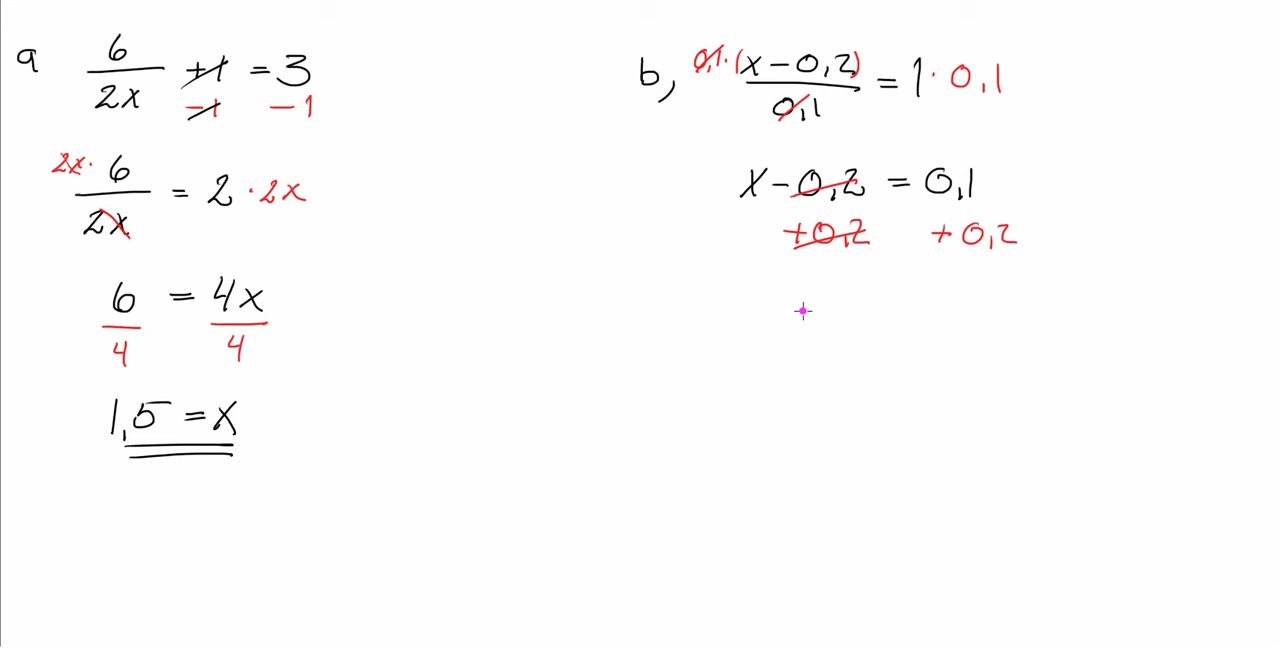 a 6/2x +1 = 3
-1 -1
2x· 6/2x = 2 ·2x
6/4 = 4x/4
1,5 = x
b, 0,1·(x-0,2)/0,1 = 1·0,1
x-0,2 = 0,1
+0,2 +0,2